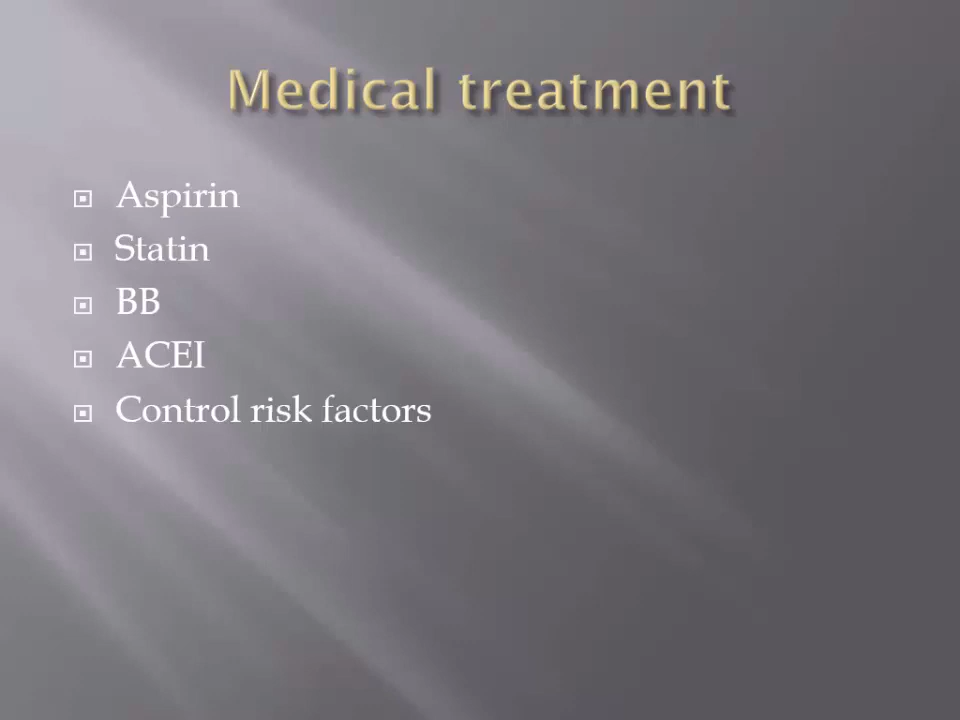 Medical treatment
Aspirin
Statin
BB
ACEI
Control risk factors